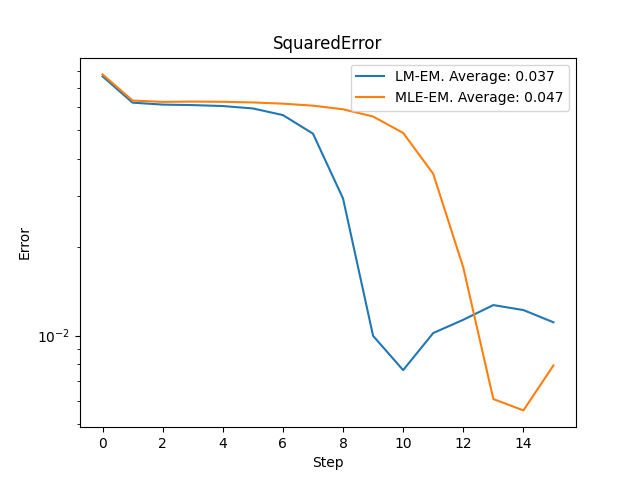 SquaredError
LM-EM. Average: 0.037
MLE-EM. Average: 0.047
Error
10⁻²
0 2 4 6 8 10 12 14
Step